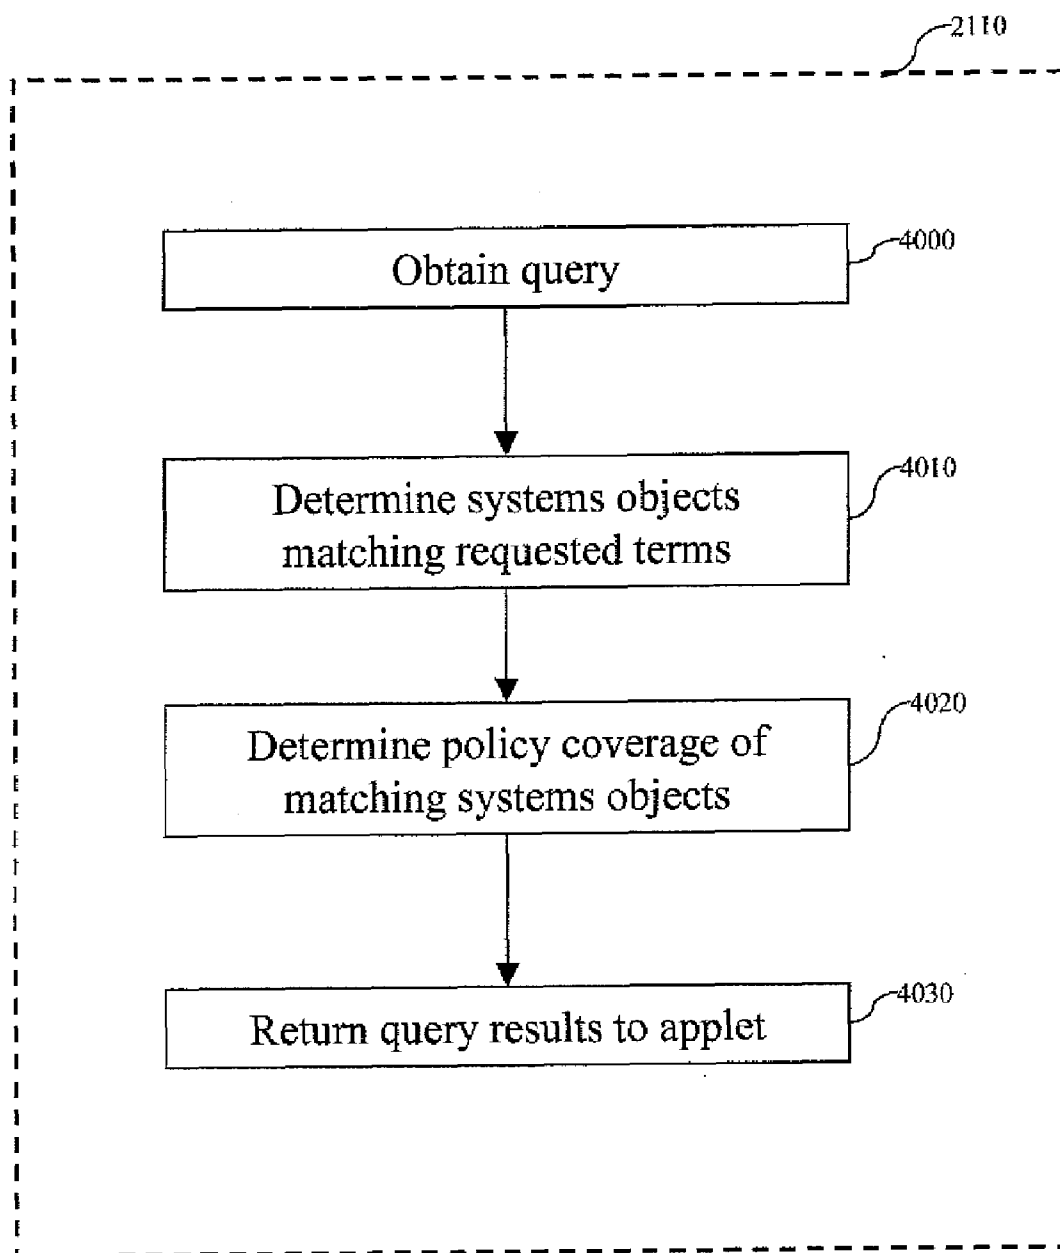 2110
Obtain query
4000
Determine systems objects
matching requested terms
4010
Determine policy coverage of
matching systems objects
4020
Return query results to applet
4030